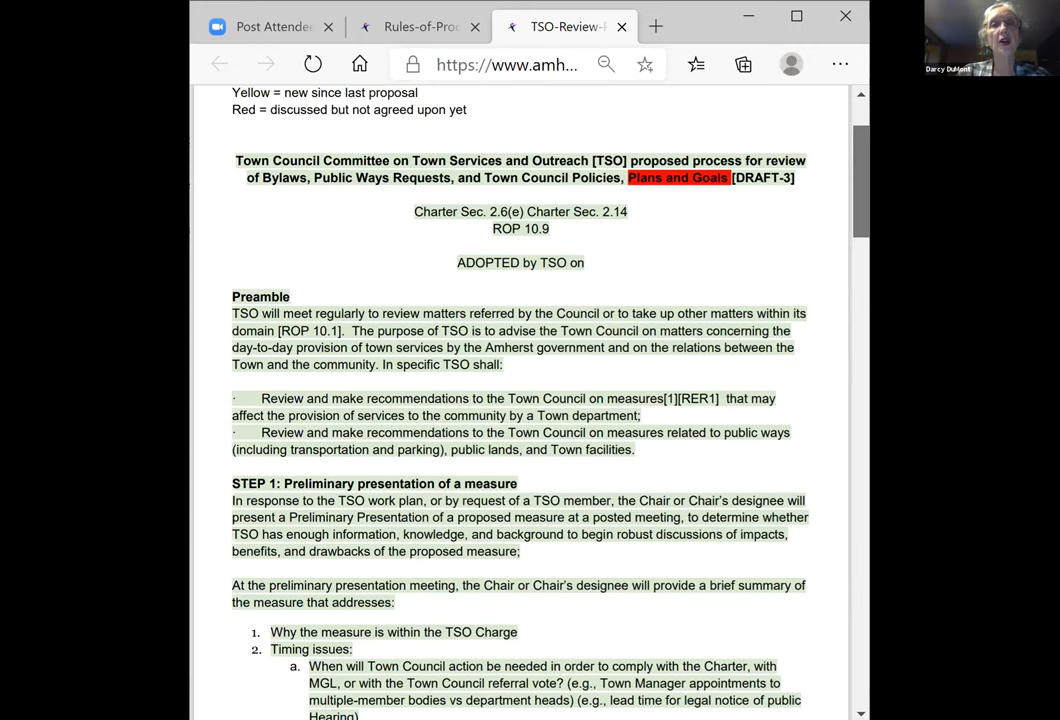 Post Attendee
Rules-of-Proc
TSO-Review-P
https://www.amh...
Darcy DuMont
Yellow = new since last proposal
Red = discussed but not agreed upon yet
Town Council Committee on Town Services and Outreach [TSO] proposed process for review
of Bylaws, Public Ways Requests, and Town Council Policies, Plans and Goals [DRAFT-3]
Charter Sec. 2.6(e) Charter Sec. 2.14
ROP 10.9
ADOPTED by TSO on
Preamble
TSO will meet regularly to review matters referred by the Council or to take up other matters within its
domain [ROP 10.1]. The purpose of TSO is to advise the Town Council on matters concerning the
day-to-day provision of town services by the Amherst government and on the relations between the
Town and the community. In specific TSO shall:
· Review and make recommendations to the Town Council on measures[1][RER1] that may
affect the provision of services to the community by a Town department;
· Review and make recommendations to the Town Council on measures related to public ways
(including transportation and parking), public lands, and Town facilities.
STEP 1: Preliminary presentation of a measure
In response to the TSO work plan, or by request of a TSO member, the Chair or Chair's designee will
present a Preliminary Presentation of a proposed measure at a posted meeting, to determine whether
TSO has enough information, knowledge, and background to begin robust discussions of impacts,
benefits, and drawbacks of the proposed measure;
At the preliminary presentation meeting, the Chair or Chair's designee will provide a brief summary of
the measure that addresses:
1. Why the measure is within the TSO Charge
2. Timing issues:
a. When will Town Council action be needed in order to comply with the Charter, with
MGL, or with the Town Council referral vote? (e.g., Town Manager appointments to
multiple-member bodies vs department heads) (e.g., lead time for legal notice of public
Hearing)